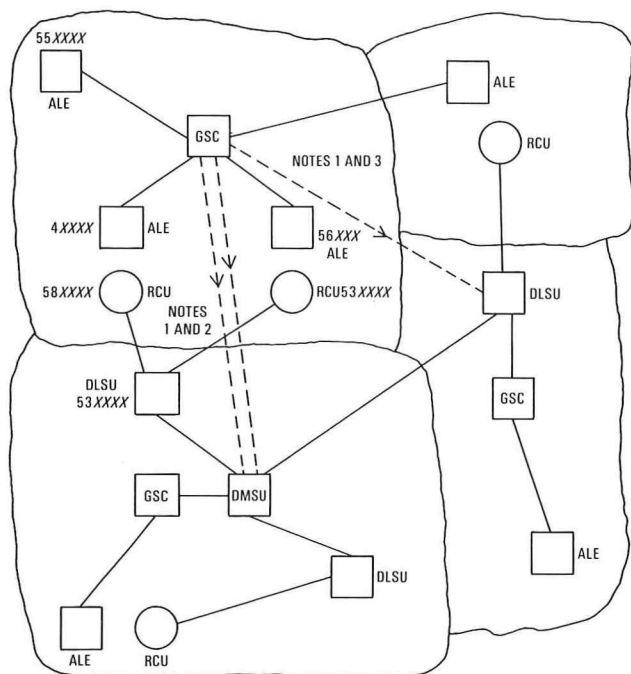 55XXXX
ALE
ALE
GSC
RCU
NOTES 1 AND 3
4XXXX
ALE
56XXX
ALE
58XXXX
RCU
RCU53XXXX
DLSU
NOTES
1 AND 2
DLSU
53XXXX
GSC
GSC
DMSU
ALE
DLSU
ALE
RCU